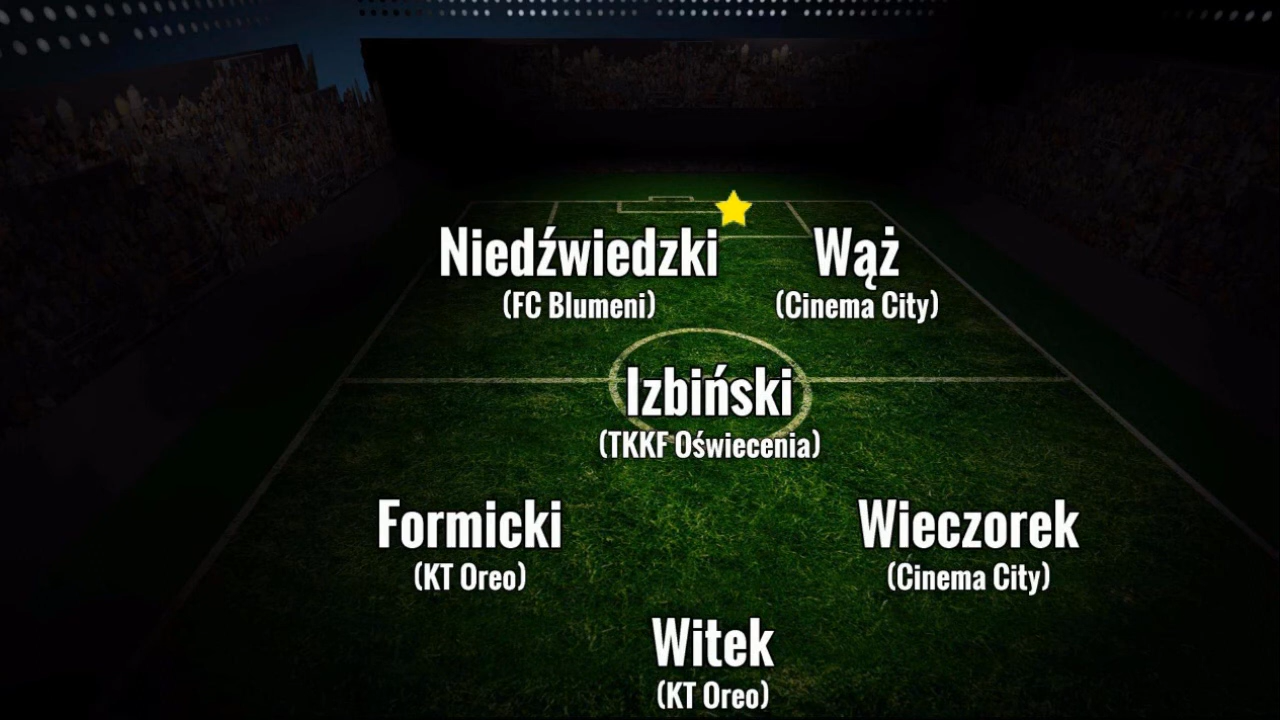 Niedźwiedzki
(FC Blumeni)
Wąż
(Cinema City)
Izbiński
(TKKF Oświecenia)
Formicki
(KT Oreo)
Wieczorek
(Cinema City)
Witek
(KT Oreo)